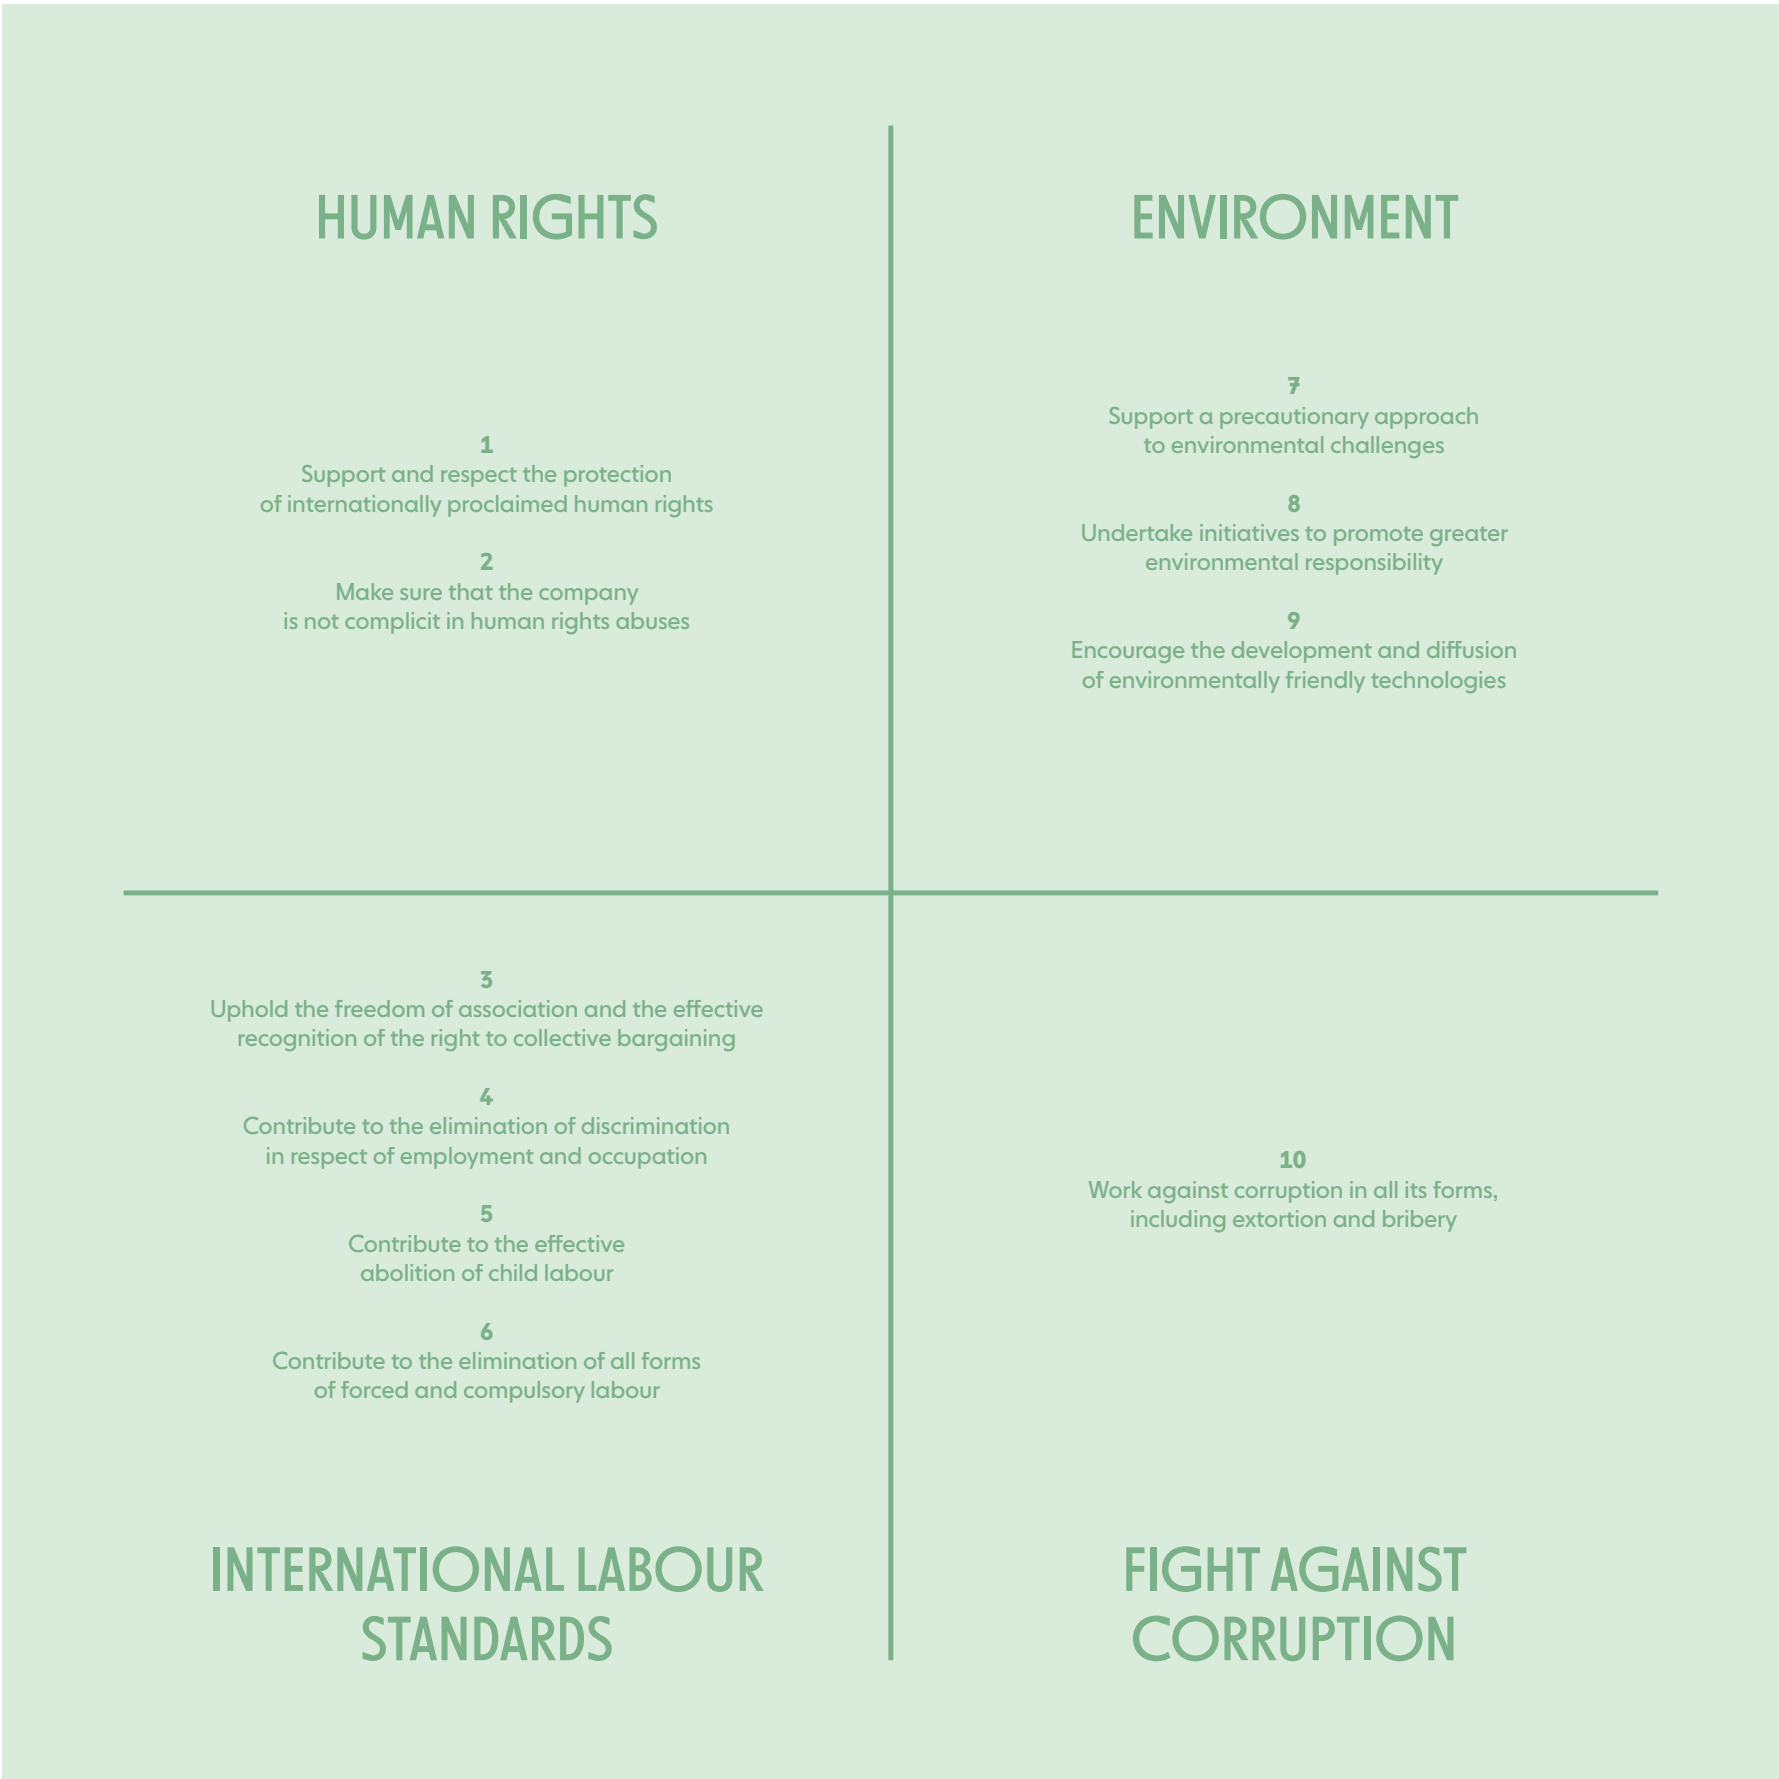 HUMAN RIGHTS
1
Support and respect the protection
of internationally proclaimed human rights
2
Make sure that the company
is not complicit in human rights abuses
3
Uphold the freedom of association and the effective
recognition of the right to collective bargaining
4
Contribute to the elimination of discrimination
in respect of employment and occupation
5
Contribute to the effective
abolition of child labour
6
Contribute to the elimination of all forms
of forced and compulsory labour
INTERNATIONAL LABOUR
STANDARDS
ENVIRONMENT
7
Support a precautionary approach
to environmental challenges
8
Undertake initiatives to promote greater
environmental responsibility
9
Encourage the development and diffusion
of environmentally friendly technologies
10
Work against corruption in all its forms,
including extortion and bribery
FIGHT AGAINST
CORRUPTION